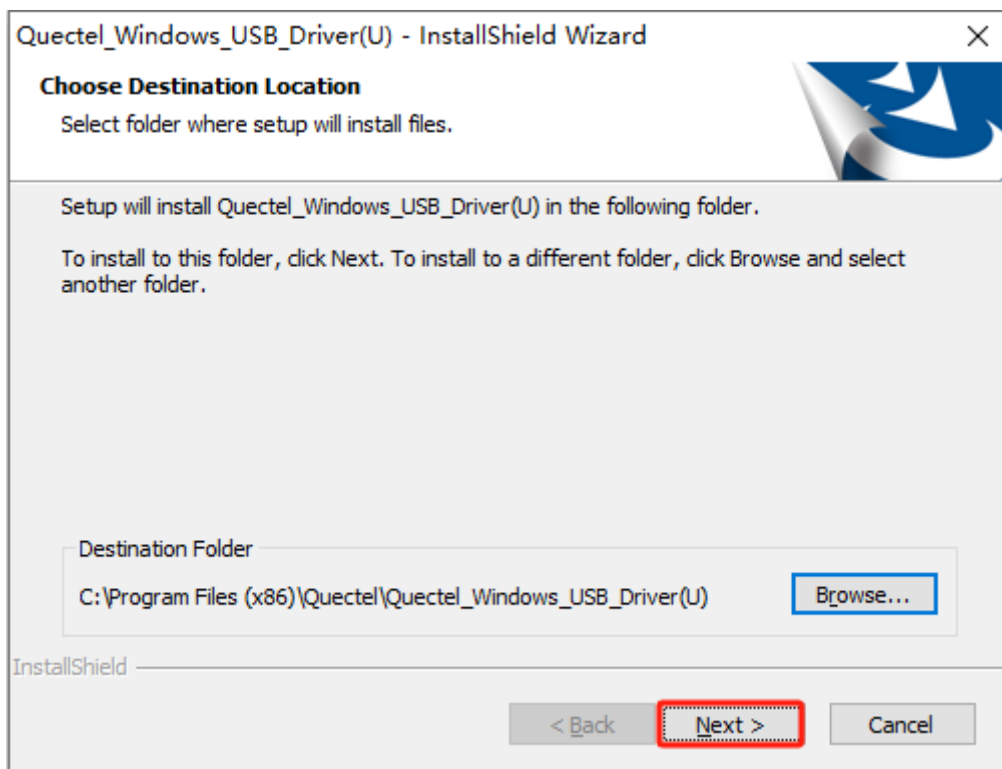 Quectel_Windows_USB_Driver(U) - InstallShield Wizard
Choose Destination Location
Select folder where setup will install files.
Setup will install Quectel_Windows_USB_Driver(U) in the following folder.
To install to this folder, click Next. To install to a different folder, click Browse and select
another folder.
Destination Folder
C:\Program Files (x86)\Quectel\Quectel_Windows_USB_Driver(U)
Browse...
InstallShield
< Back
Next >
Cancel